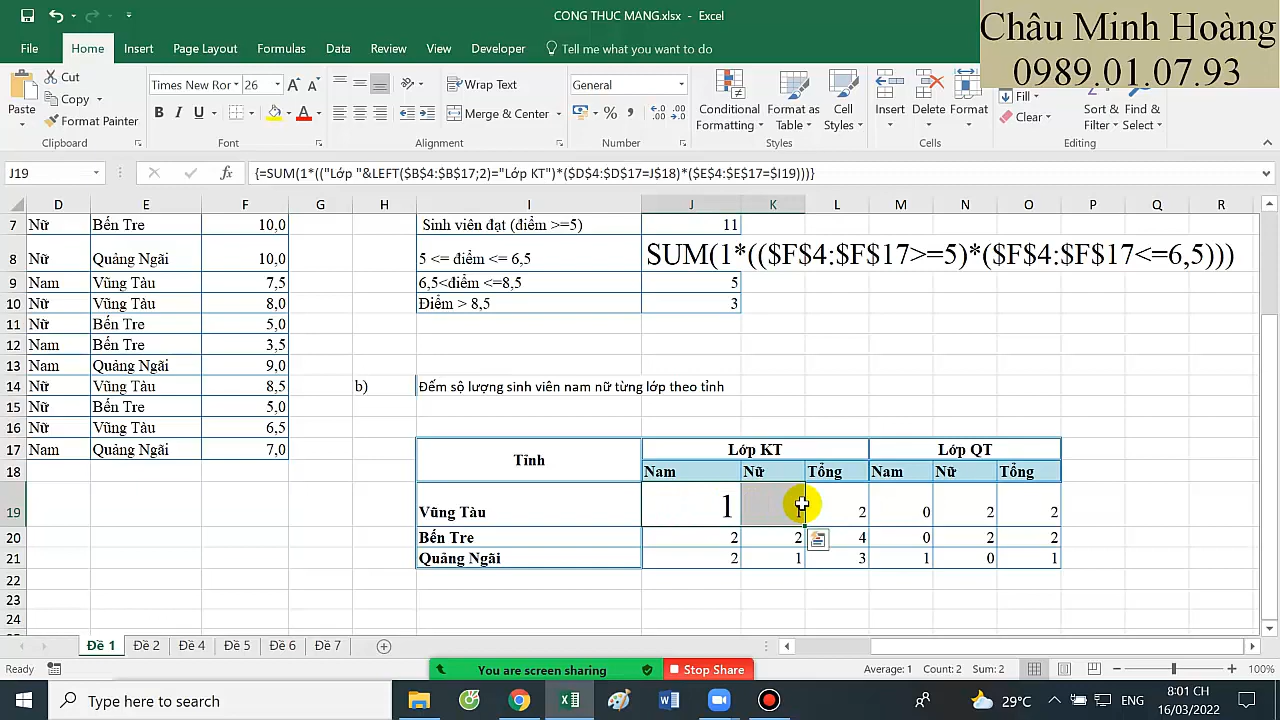 CONG THUC MANG.xlsx - Excel
Châu Minh Hoàng
0989.01.07.93
File Home Insert Page Layout Formulas Data Review View Developer Tell me what you want to do
Paste
Cut
Copy
Format Painter
Clipboard
Times New Ror 26
B I U
Font
Wrap Text
Merge & Center
Alignment
General
Number
Conditional Formatting
Format as Table
Cell Styles
Styles
Insert Delete Format
Cells
Fill
Clear
Sort & Filter
Find & Select
Editing
J19 fx {=SUM(1*(("Lớp "&LEFT($B$4:$B$17;2)="Lớp KT")*($D$4:$D$17=J$18)*($E$4:$E$17=$I19)))}
D E F G H I J K L M N O P Q R
7 Nữ Bến Tre 10,0 Sinh viên đạt (điểm >=5) 11
8 Nữ Quảng Ngãi 10,0 5 <= điểm <= 6,5 SUM(1*(($F$4:$F$17>=5)*($F$4:$F$17<=6,5)))
9 Nam Vũng Tàu 7,5 6,5<điểm <=8,5 5
10 Nữ Vũng Tàu 8,0 Điểm > 8,5 3
11 Nữ Bến Tre 5,0
12 Nam Bến Tre 3,5
13 Nam Quảng Ngãi 9,0
14 Nữ Vũng Tàu 8,5 b) Đếm sộ lượng sinh viên nam nữ từng lớp theo tỉnh
15 Nữ Bến Tre 5,0
16 Nữ Vũng Tàu 6,5
17 Nam Quảng Ngãi 7,0 Tỉnh Lớp KT Lớp QT
18 Nam Nữ Tổng Nam Nữ Tổng
19 Vũng Tàu 1 1 2 0 2 2
20 Bến Tre 2 2 4 0 2 2
21 Quảng Ngãi 2 1 3 1 0 1
22
23
24
Đề 1 Đề 2 Đề 4 Đề 5 Đề 6 Đề 7
Ready You are screen sharing Stop Share Average: 1 Count: 2 Sum: 2 100%
Type here to search 29°C ENG 8:01 CH
16/03/2022